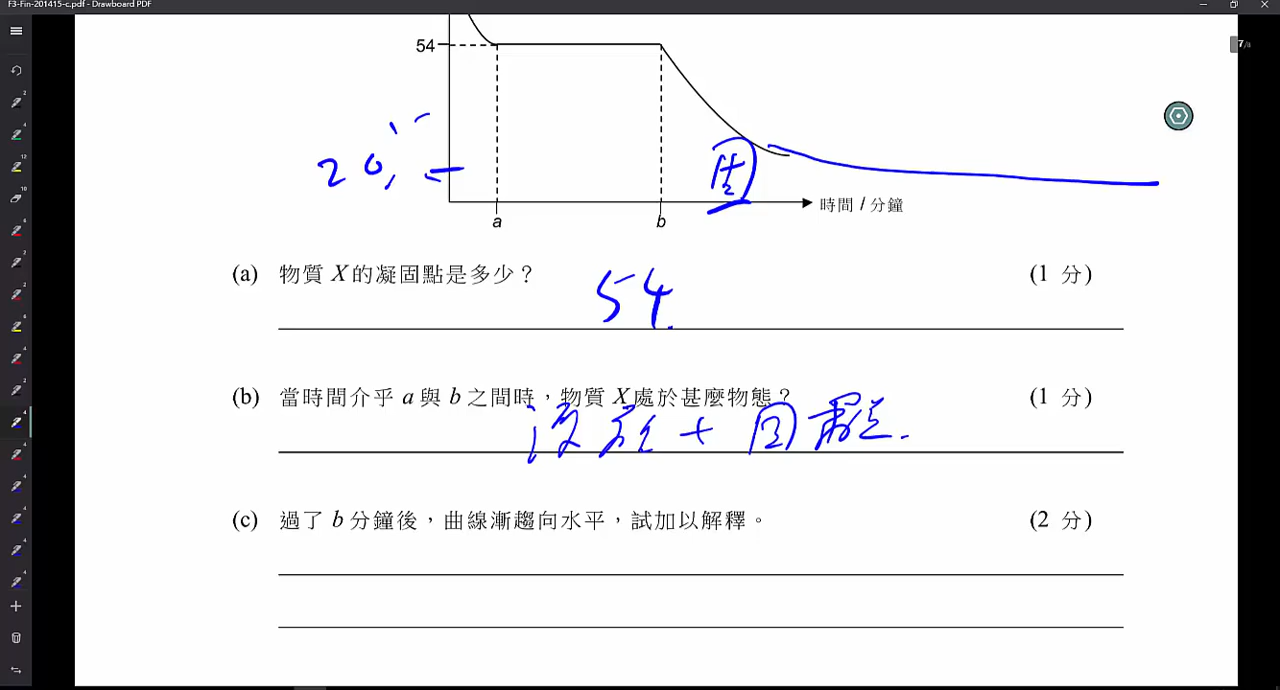 F3-Fin-201415-c.pdf - Drawboard PDF
7/8
54
20
固
a b 時間 / 分鐘
(a) 物質 X 的凝固點是多少？ (1 分)
54
(b) 當時間介乎 a 與 b 之間時，物質 X 處於甚麼物態？ (1 分)
液態 + 固態.
(c) 過了 b 分鐘後，曲線漸趨向水平，試加以解釋。 (2 分)